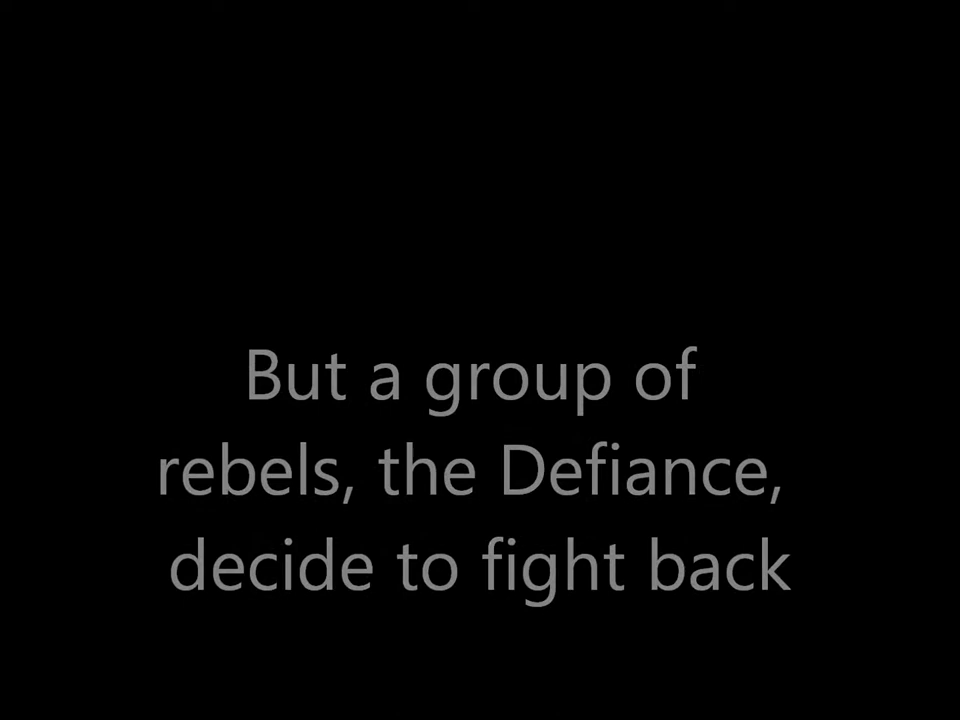 But a group of
rebels, the Defiance,
decide to fight back